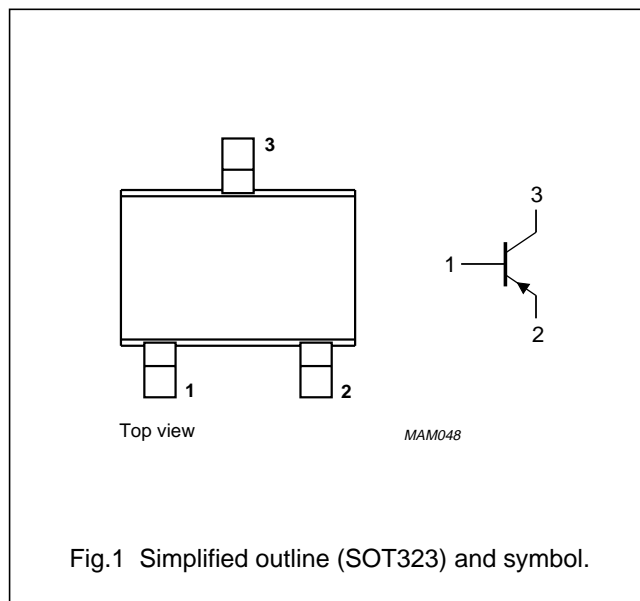 3
3
1
2
1
2
Top view
MAM048
Fig.1 Simplified outline (SOT323) and symbol.